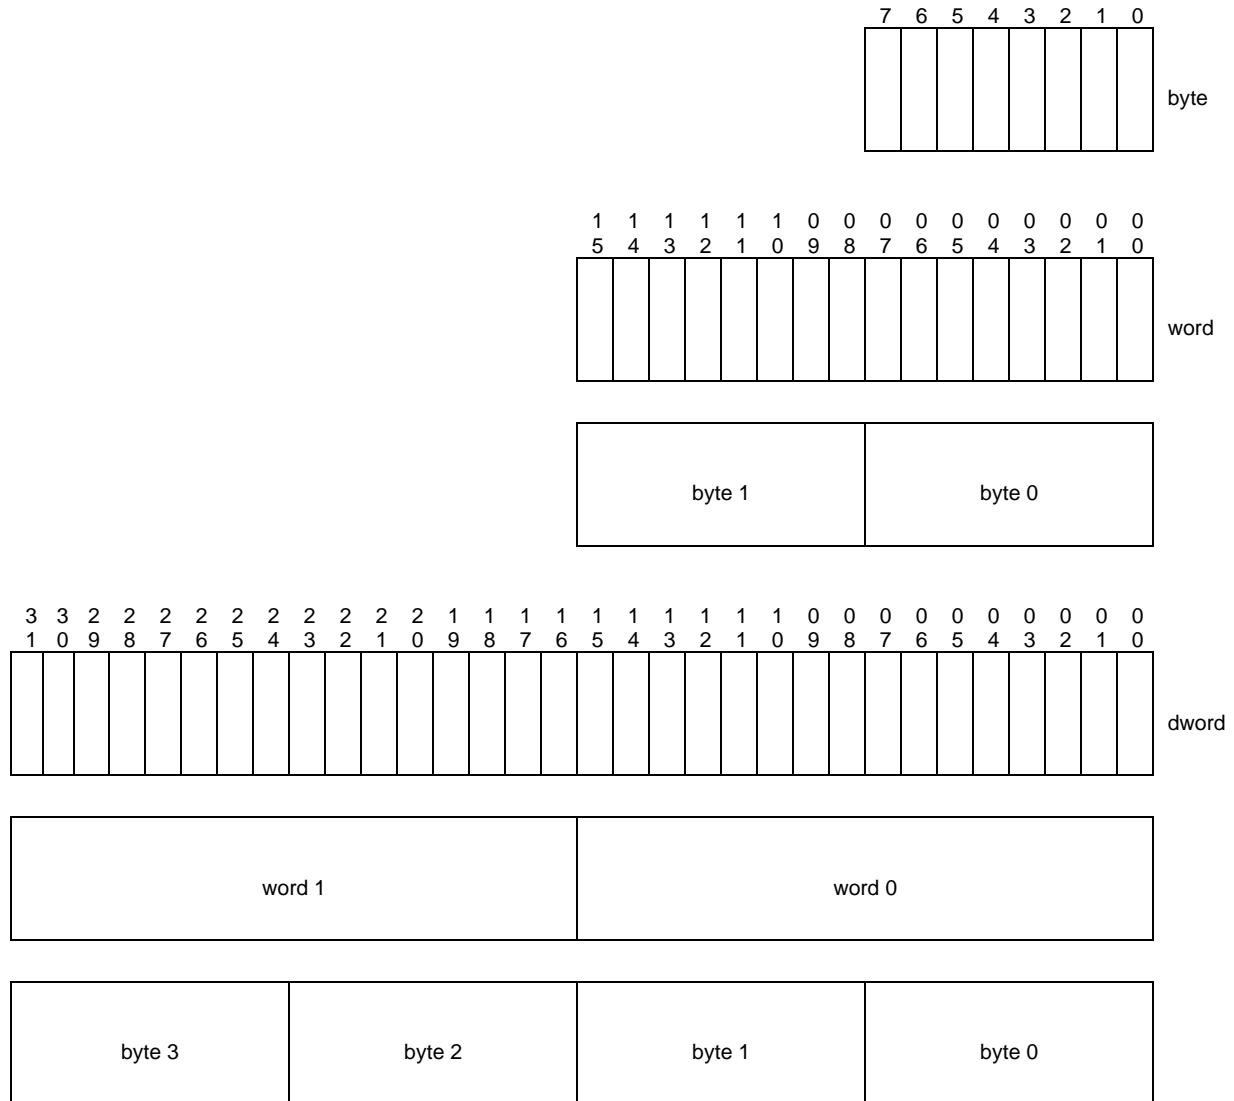 7 6 5 4 3 2 1 0
byte
1 1 1 1 1 1 0 0 0 0 0 0 0 0 0 0
5 4 3 2 1 0 9 8 7 6 5 4 3 2 1 0
word
byte 1 byte 0
3 3 2 2 2 2 2 2 2 2 2 2 1 1 1 1 1 1 1 1 1 1 0 0 0 0 0 0 0 0 0 0
1 0 9 8 7 6 5 4 3 2 1 0 9 8 7 6 5 4 3 2 1 0 9 8 7 6 5 4 3 2 1 0
dword
word 1 word 0
byte 3 byte 2 byte 1 byte 0